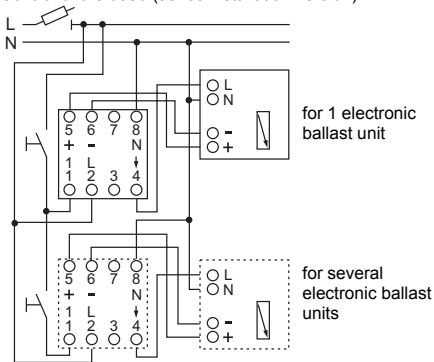 L
N
5 6 7 8
+ - N
1 L ↓
1 2 3 4
L
N
-
+
for 1 electronic
ballast unit
5 6 7 8
+ - N
1 L ↓
1 2 3 4
L
N
-
+
for several
electronic ballast
units